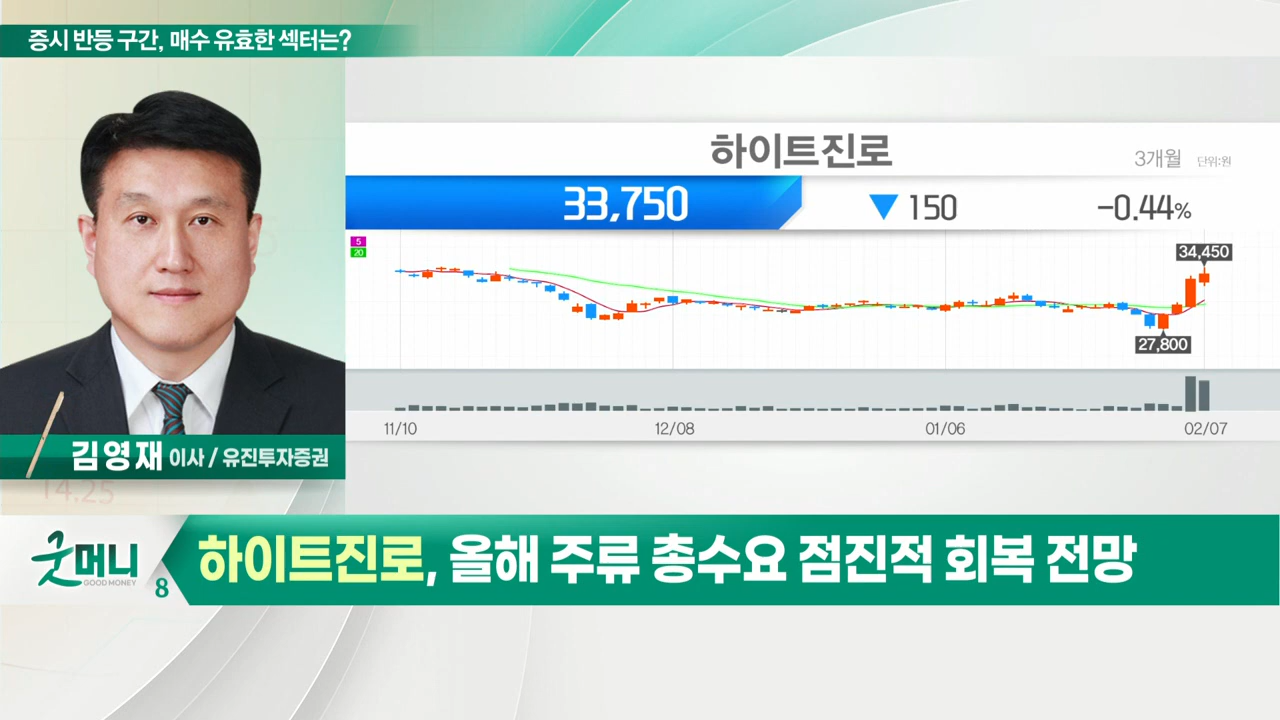 증시 반등 구간, 매수 유효한 섹터는?
하이트진로
3개월 단위:원
33,750 ▼150 -0.44%
5
20
34,450
27,800
11/10 12/08 01/06 02/07
김영재 이사 / 유진투자증권
14.25
굿머니
GOOD MONEY
8
하이트진로, 올해 주류 총수요 점진적 회복 전망